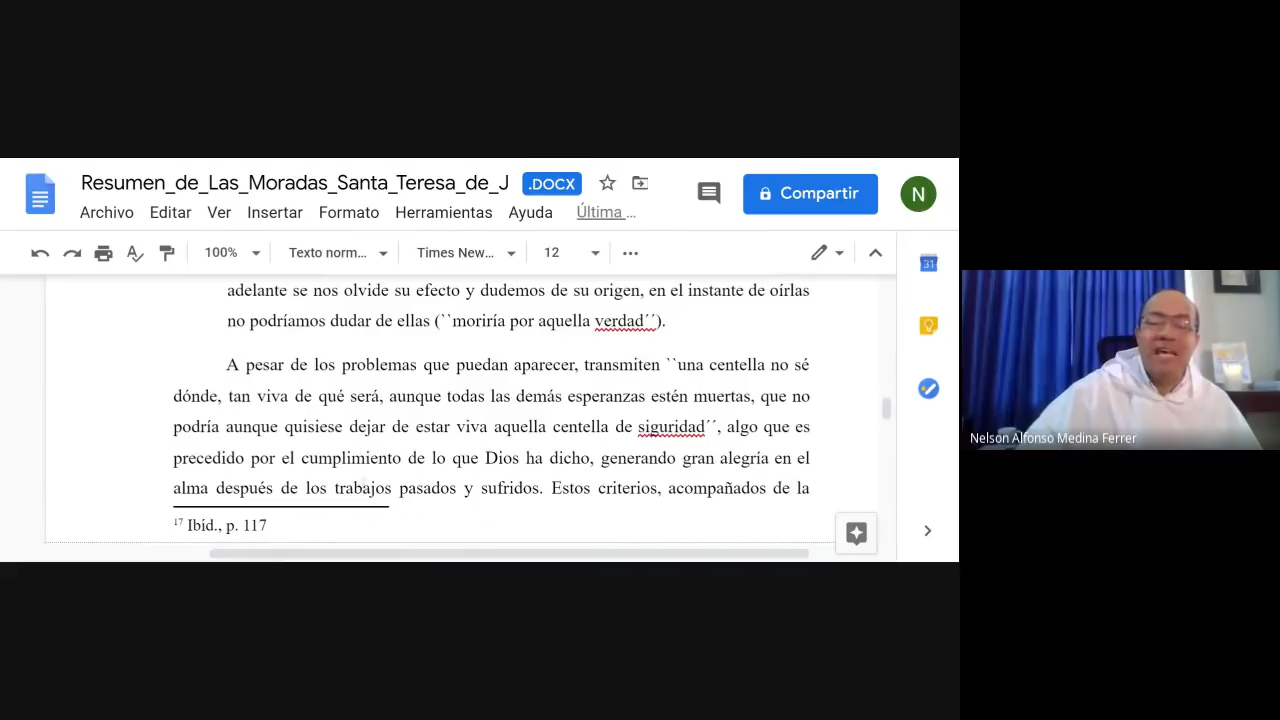 Resumen_de_Las_Moradas_Santa_Teresa_de_J .DOCX
Compartir
N
Archivo Editar Ver Insertar Formato Herramientas Ayuda Última ...
100% Texto norm... Times New... 12
31
adelante se nos olvide su efecto y dudemos de su origen, en el instante de oírlas
no podríamos dudar de ellas (``moriría por aquella verdad´´).
A pesar de los problemas que puedan aparecer, transmiten ``una centella no sé
dónde, tan viva de qué será, aunque todas las demás esperanzas estén muertas, que no
podría aunque quisiese dejar de estar viva aquella centella de siguridad´´, algo que es
precedido por el cumplimiento de lo que Dios ha dicho, generando gran alegría en el
alma después de los trabajos pasados y sufridos. Estos criterios, acompañados de la
17 Ibíd., p. 117
Nelson Alfonso Medina Ferrer